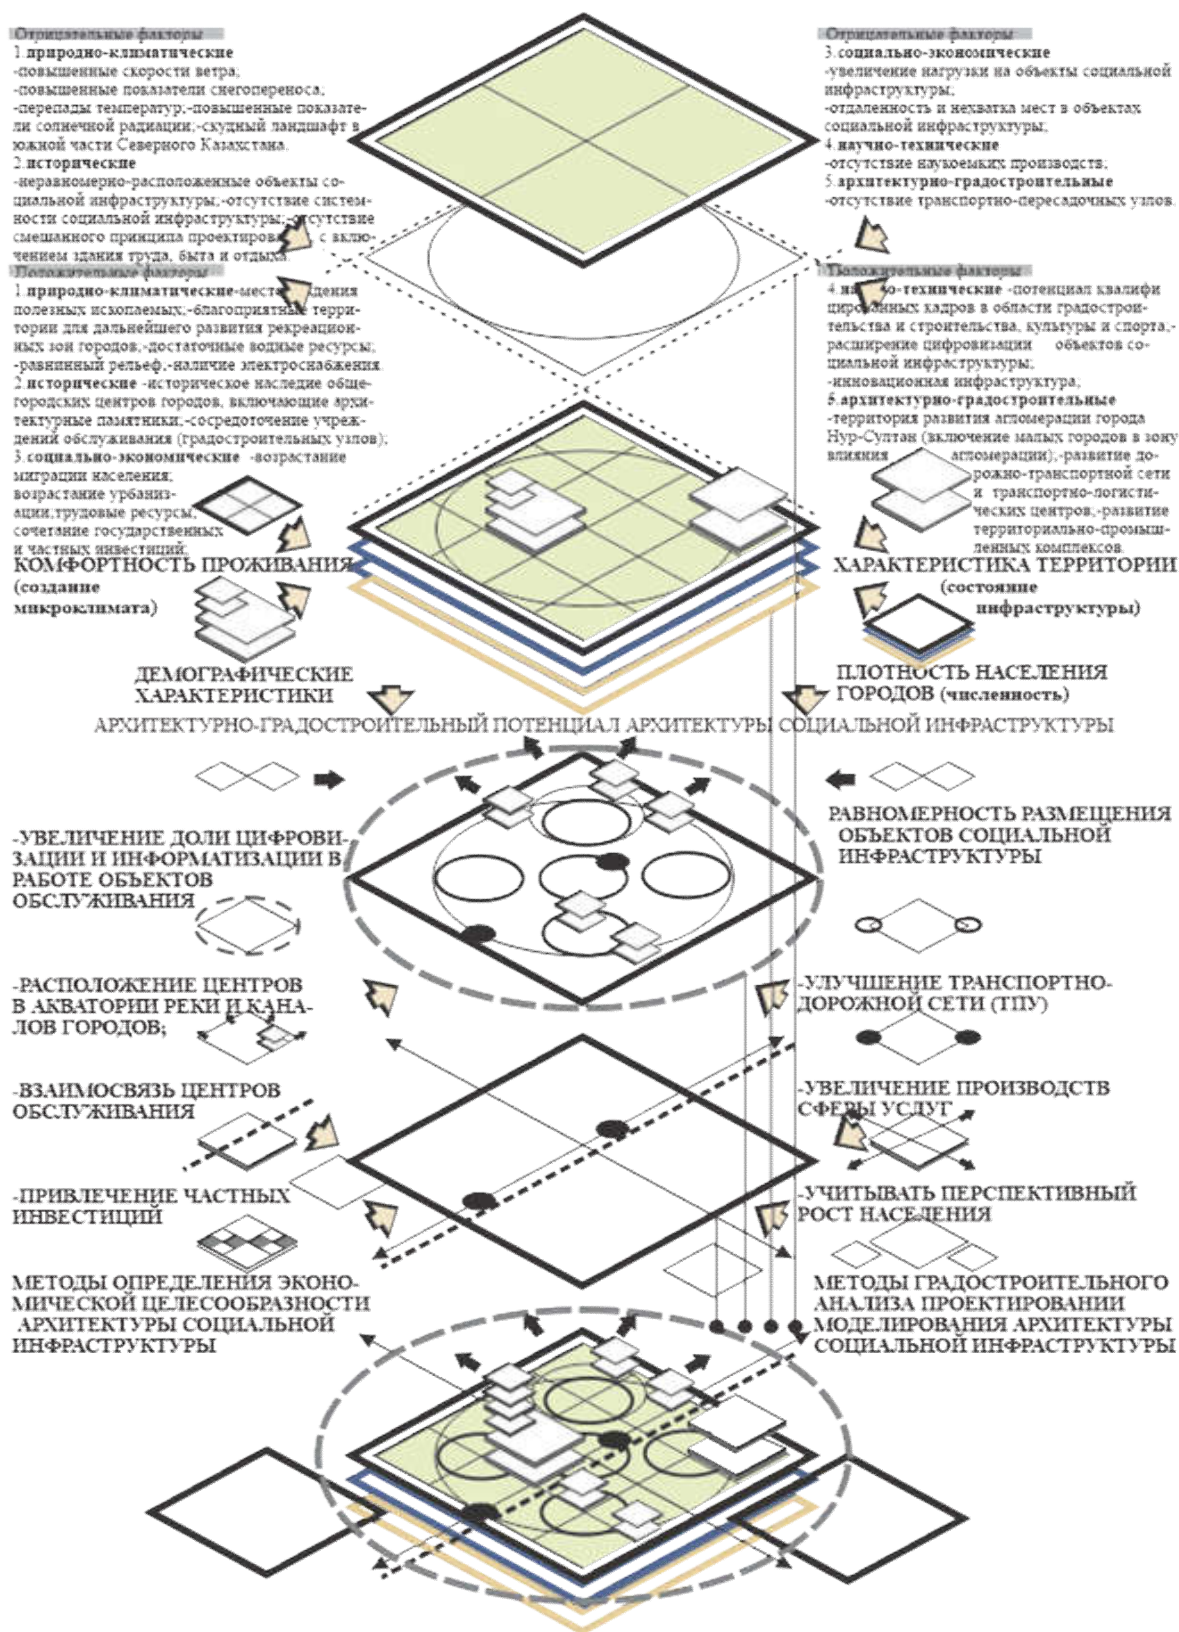 Отрицательные факторы
1.природно-климатические
-повышенные скорости ветра;
-повышенные показатели снегопереноса;
-перепады температур;-повышенные показате-
ли солнечной радиации;-скудный ландшафт в
южной части Северного Казахстана.
2.исторические
-неравномерно-расположенные объекты со-
циальной инфраструктуры;-отсутствие систем-
ности социальной инфраструктуры;-отсутствие
смешанного принципа с вклю-
чением здания труда, быта и отдыха.
Положительные факторы
1.природно-климатические-
полезных ископаемых;-благоприятные терри-
тории для дальнейшего развития рекреацион-
ных зон городов;-достаточные водные ресурсы;
-равнинный рельеф;-наличие электроснабжения.
2.исторические -историческое наследие обще-
городских центров городов, включающие архи-
тектурные памятники;-сосредоточение учреж-
дений обслуживания (градостроительных узлов);
3.социально-экономические -возрастание
миграции населения;
возрастание урбаниз-
ации;трудовые ресурсы;
сочетание государственных
и частных инвестиций;
КОМФОРТНОСТЬ ПРОЖИВАНИЯ
(создание
микроклимата)
ДЕМОГРАФИЧЕСКИЕ
ХАРАКТЕРИСТИКИ
Отрицательные факторы
3.социально-экономические
-увеличение нагрузки на объекты социальной
инфраструктуры;
-отдаленность и нехватка мест в объектах
социальной инфраструктуры;
4.научно-технические
-отсутствие наукоемких производств;
5.архитектурно-градостроительные
-отсутствие транспортно-пересадочных узлов.
Положительные факторы
-потенциал квалифи
цированных кадров в области градострои-
тельства и строительства, культуры и спорта;-
расширение цифровизации объектов со-
циальной инфраструктуры;
-инновационная инфраструктура;
5.архитектурно-градостроительные
-территория развития агломерации города
Нур-Султан (включение малых городов в зону
влияния агломерации);-развитие до-
рожно-транспортной сети
и транспортно-логисти-
ческих центров;-развитие
территориально-промыш-
ленных комплексов.
ХАРАКТЕРИСТИКА ТЕРРИТОРИИ
(состояние
инфраструктуры)
ПЛОТНОСТЬ НАСЕЛЕНИЯ
ГОРОДОВ (численность)
АРХИТЕКТУРНО-ГРАДОСТРОИТЕЛЬНЫЙ ПОТЕНЦИАЛ АРХИТЕКТУРЫ СОЦИАЛЬНОЙ ИНФРАСТРУКТУРЫ
-УВЕЛИЧЕНИЕ ДОЛИ ЦИФРОВИ-
ЗАЦИИ И ИНФОРМАТИЗАЦИИ В
РАБОТЕ ОБЪЕКТОВ
ОБСЛУЖИВАНИЯ
-РАСПОЛОЖЕНИЕ ЦЕНТРОВ
В АКВАТОРИИ РЕКИ И КАНА-
ЛОВ ГОРОДОВ;
-ВЗАИМОСВЯЗЬ ЦЕНТРОВ
ОБСЛУЖИВАНИЯ
-ПРИВЛЕЧЕНИЕ ЧАСТНЫХ
ИНВЕСТИЦИЙ
МЕТОДЫ ОПРЕДЕЛЕНИЯ ЭКОНО-
МИЧЕСКОЙ ЦЕЛЕСООБРАЗНОСТИ
АРХИТЕКТУРЫ СОЦИАЛЬНОЙ
ИНФРАСТРУКТУРЫ
РАВНОМЕРНОСТЬ РАЗМЕЩЕНИЯ
ОБЪЕКТОВ СОЦИАЛЬНОЙ
ИНФРАСТРУКТУРЫ
-УЛУЧШЕНИЕ ТРАНСПОРТНО-
ДОРОЖНОЙ СЕТИ (ТПУ)
-УВЕЛИЧЕНИЕ ПРОИЗВОДСТВ
СФЕРЫ УСЛУГ
-УЧИТЫВАТЬ ПЕРСПЕКТИВНЫЙ
РОСТ НАСЕЛЕНИЯ
МЕТОДЫ ГРАДОСТРОИТЕЛЬНОГО
АНАЛИЗА ПРОЕКТИРОВАНИИ
МОДЕЛИРОВАНИЯ АРХИТЕКТУРЫ
СОЦИАЛЬНОЙ ИНФРАСТРУКТУРЫ